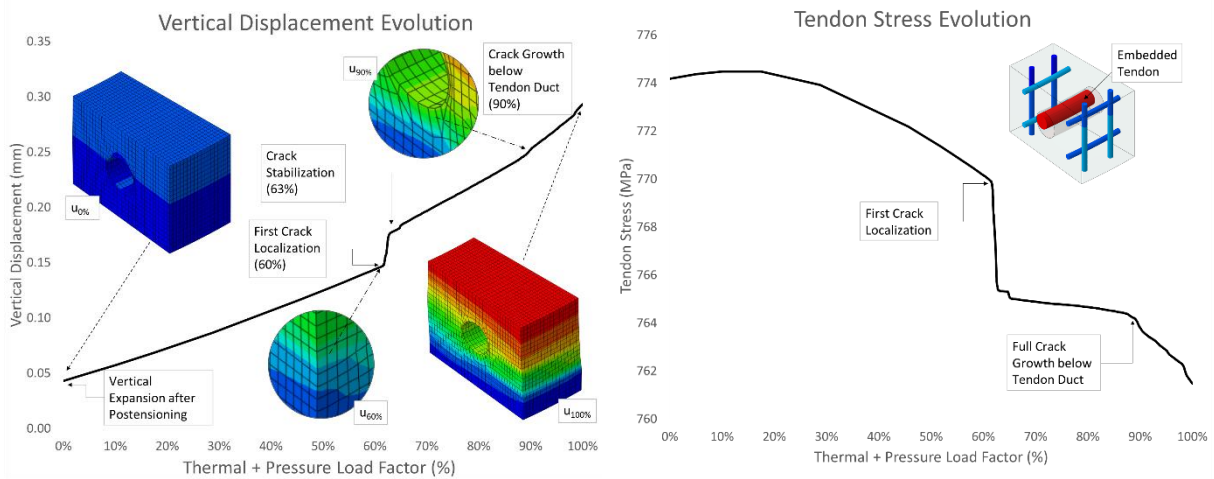 Vertical Displacement Evolution
0.35
0.30
0.25
0.20
0.15
0.10
0.05
0.00
Vertical Displacement (mm)
u0%
u90%
Crack Growth
below
Tendon Duct
(90%)
Crack
Stabilization
(63%)
First Crack
Localization
(60%)
Vertical
Expansion after
Postensioning
u60%
u100%
0% 10% 20% 30% 40% 50% 60% 70% 80% 90% 100%
Thermal + Pressure Load Factor (%)
Tendon Stress Evolution
776
774
772
770
768
766
764
762
760
Tendon Stress (MPa)
Embedded
Tendon
First Crack
Localization
Full Crack
Growth below
Tendon Duct
0% 10% 20% 30% 40% 50% 60% 70% 80% 90% 100%
Thermal + Pressure Load Factor (%)